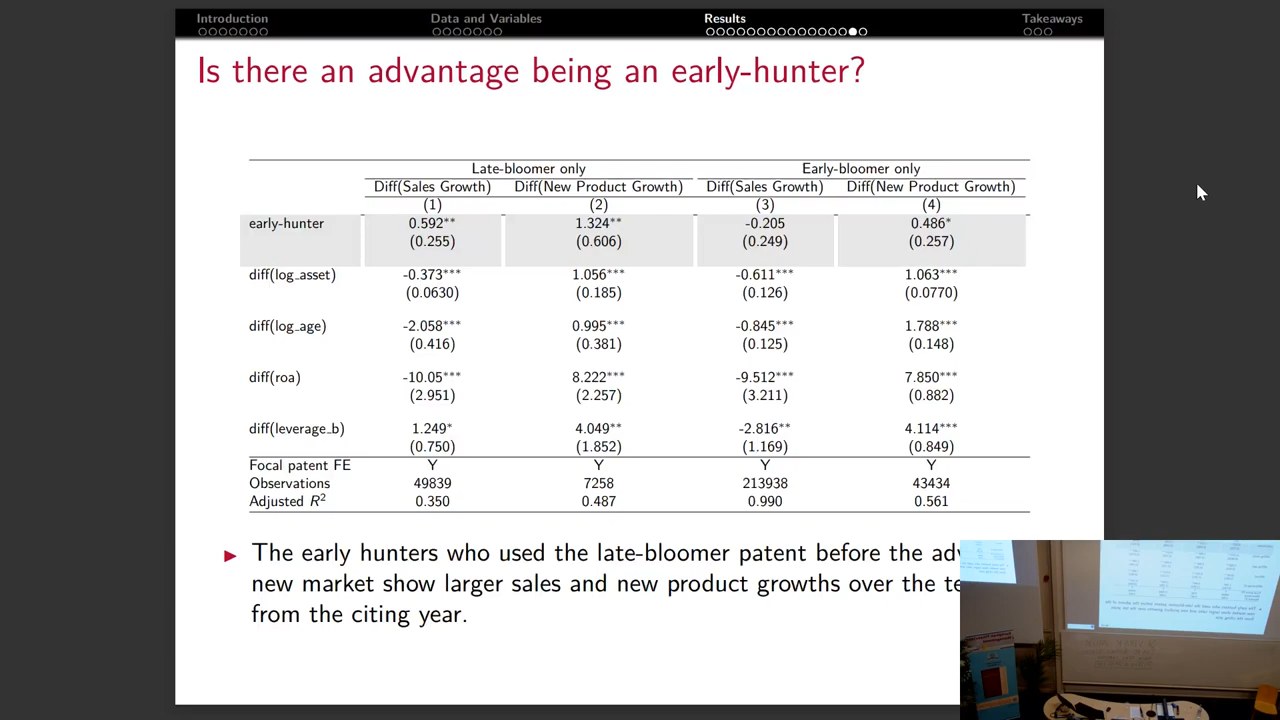 Introduction Data and Variables Results Takeaways
Is there an advantage being an early-hunter?
Late-bloomer only Early-bloomer only
Diff(Sales Growth) Diff(New Product Growth) Diff(Sales Growth) Diff(New Product Growth)
(1) (2) (3) (4)
early-hunter 0.592** 1.324** -0.205 0.486*
(0.255) (0.606) (0.249) (0.257)
diff(log_asset) -0.373*** 1.056*** -0.611*** 1.063***
(0.0630) (0.185) (0.126) (0.0770)
diff(log_age) -2.058*** 0.995*** -0.845*** 1.788***
(0.416) (0.381) (0.125) (0.148)
diff(roa) -10.05*** 8.222*** -9.512*** 7.850***
(2.951) (2.257) (3.211) (0.882)
diff(leverage_b) 1.249* 4.049** -2.816** 4.114***
(0.750) (1.852) (1.169) (0.849)
Focal patent FE Y Y Y Y
Observations 49839 7258 213938 43434
Adjusted R² 0.350 0.487 0.990 0.561
▶ The early hunters who used the late-bloomer patent before the adv
new market show larger sales and new product growths over the te
from the citing year.